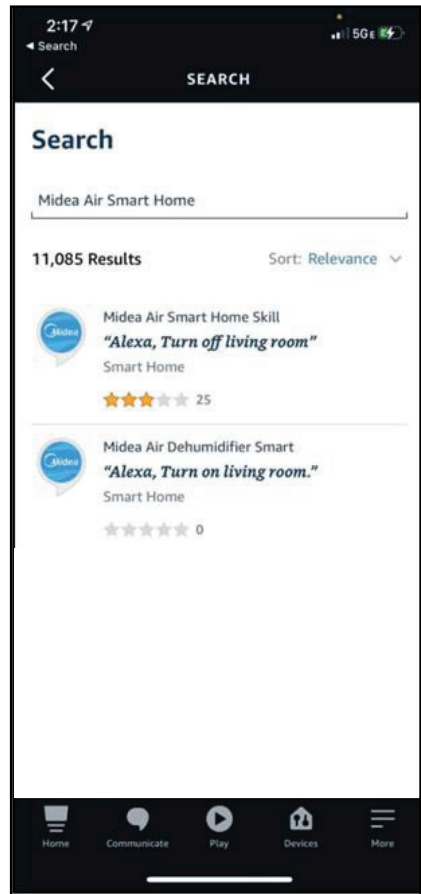 2:17
5GE
◄ Search
SEARCH
Search
Midea Air Smart Home
11,085 Results
Sort: Relevance
Midea
Midea Air Smart Home Skill
“Alexa, Turn off living room”
Smart Home
25
Midea
Midea Air Dehumidifier Smart
“Alexa, Turn on living room.”
Smart Home
0
Home
Communicate
Play
Devices
More